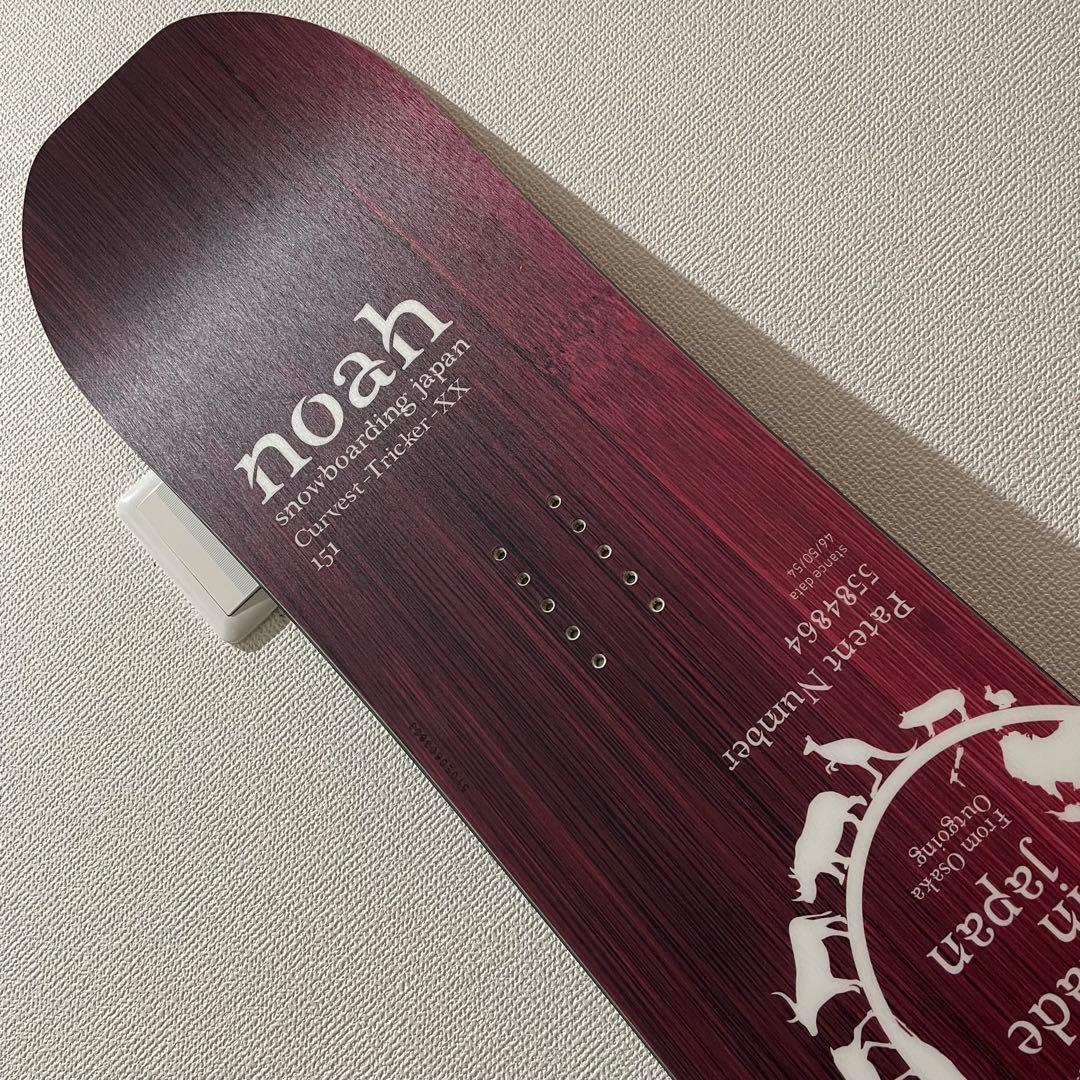 noah
snowboarding japan
Curvest-Tricker-XX
151
stance data
46/50/54
Patent Number
5584864
From Osaka
Outgoing
in
japan